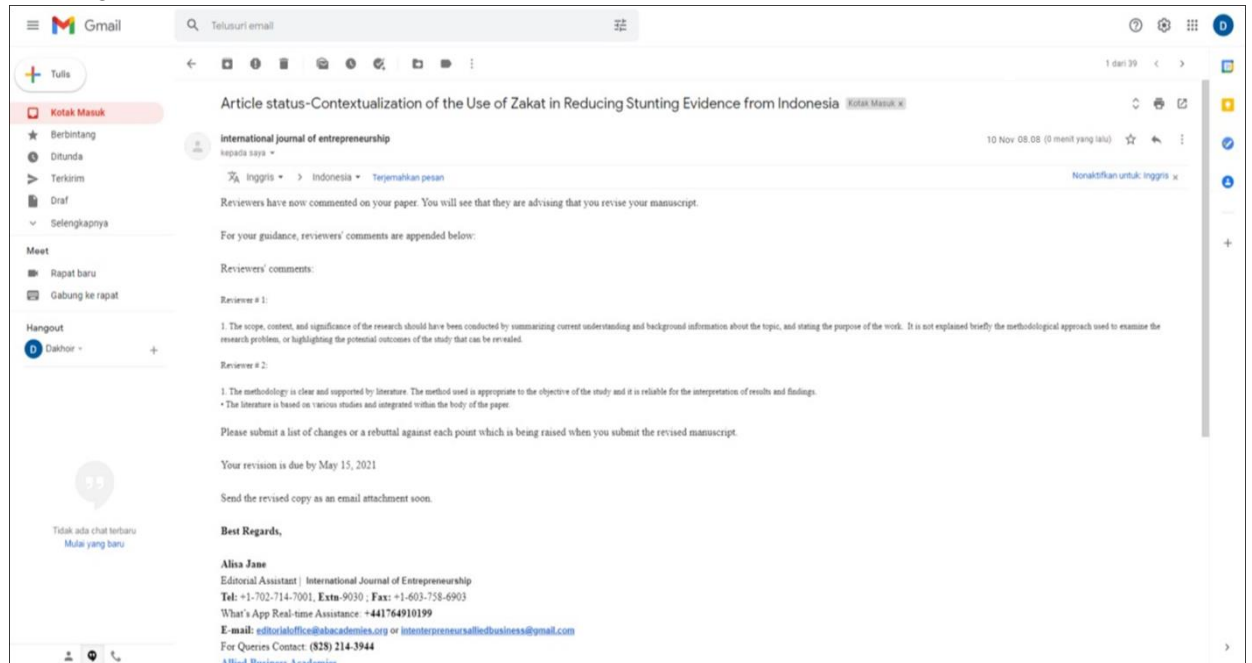 Gmail
Telusuri email
D
Tulis
1 dari 39
Kotak Masuk
Berbintang
Ditunda
Terkirim
Draf
Selengkapnya
Meet
Rapat baru
Gabung ke rapat
Hangout
D
Dakhoir
Tidak ada chat terbaru
Mulai yang baru
Article status-Contextualization of the Use of Zakat in Reducing Stunting Evidence from Indonesia Kotak Masuk x
international journal of entrepreneurship
10 Nov 08.08 (0 menit yang lalu)
kepada saya
Inggris > Indonesia Terjemahkan pesan
Nonaktifkan untuk: Inggris x
Reviewers have now commented on your paper. You will see that they are advising that you revise your manuscript.
For your guidance, reviewers' comments are appended below:
Reviewers' comments:
Reviewer # 1:
1. The scope, context, and significance of the research should have been conducted by summarizing current understanding and background information about the topic, and stating the purpose of the work. It is not explained briefly the methodological approach used to examine the
research problem, or highlighting the potential outcomes of the study that can be revealed.
Reviewer # 2:
1. The methodology is clear and supported by literature. The method used is appropriate to the objective of the study and it is reliable for the interpretation of results and findings.
• The literature is based on various studies and integrated within the body of the paper.
Please submit a list of changes or a rebuttal against each point which is being raised when you submit the revised manuscript.
Your revision is due by May 15, 2021
Send the revised copy as an email attachment soon.
Best Regards,
Alisa Jane
Editorial Assistant | International Journal of Entrepreneurship
Tel: +1-702-714-7001, Extn-9030 ; Fax: +1-603-758-6903
What's App Real-time Assistance: +441764910199
E-mail: editorialoffice@abacademies.org or intenterpreneursalliedbusiness@gmail.com
For Queries Contact: (828) 214-3944
Allied Business Academies